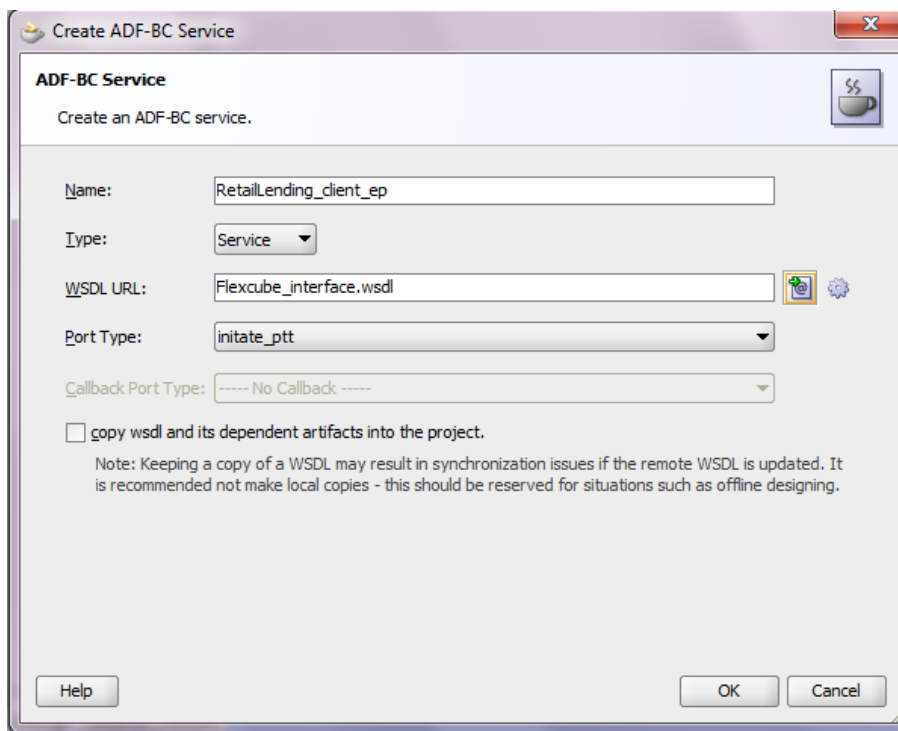 Create ADF-BC Service
X
ADF-BC Service
Create an ADF-BC service.
Name: RetailLending_client_ep
Type: Service
WSDL URL: Flexcube_interface.wsdl
Port Type: initate_ptt
Callback Port Type: ----- No Callback -----
copy wsdl and its dependent artifacts into the project.
Note: Keeping a copy of a WSDL may result in synchronization issues if the remote WSDL is updated. It
is recommended not make local copies - this should be reserved for situations such as offline designing.
Help OK Cancel